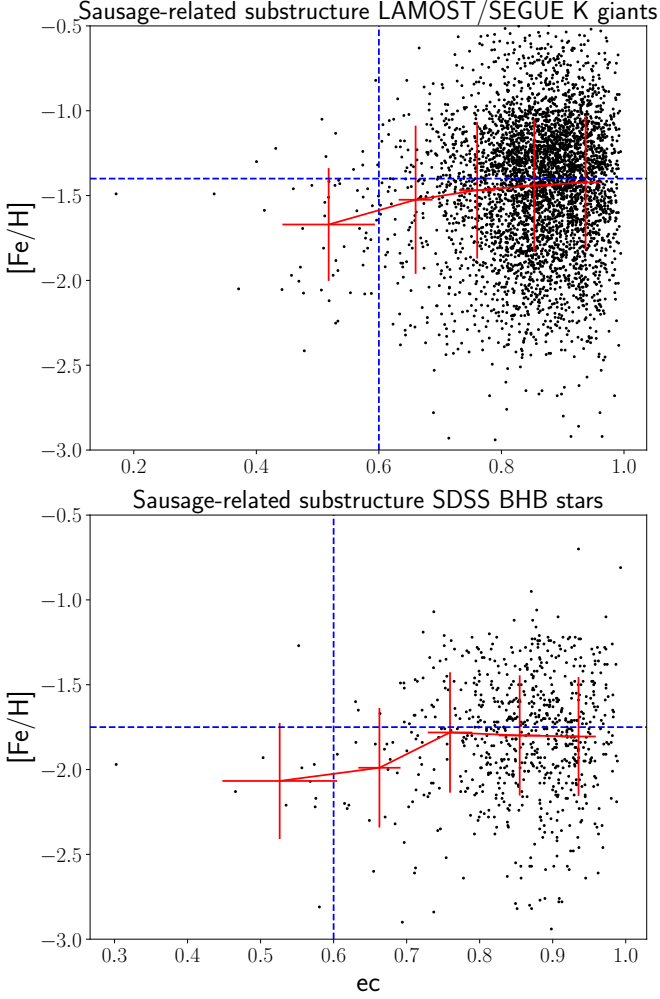 Sausage-related substructure LAMOST/SEGUE K giants
−0.5
−1.0
−1.5
−2.0
−2.5
−3.0
[Fe/H]
0.2 0.4 0.6 0.8 1.0
Sausage-related substructure SDSS BHB stars
−0.5
−1.0
−1.5
−2.0
−2.5
−3.0
[Fe/H]
0.3 0.4 0.5 0.6 0.7 0.8 0.9 1.0
ec